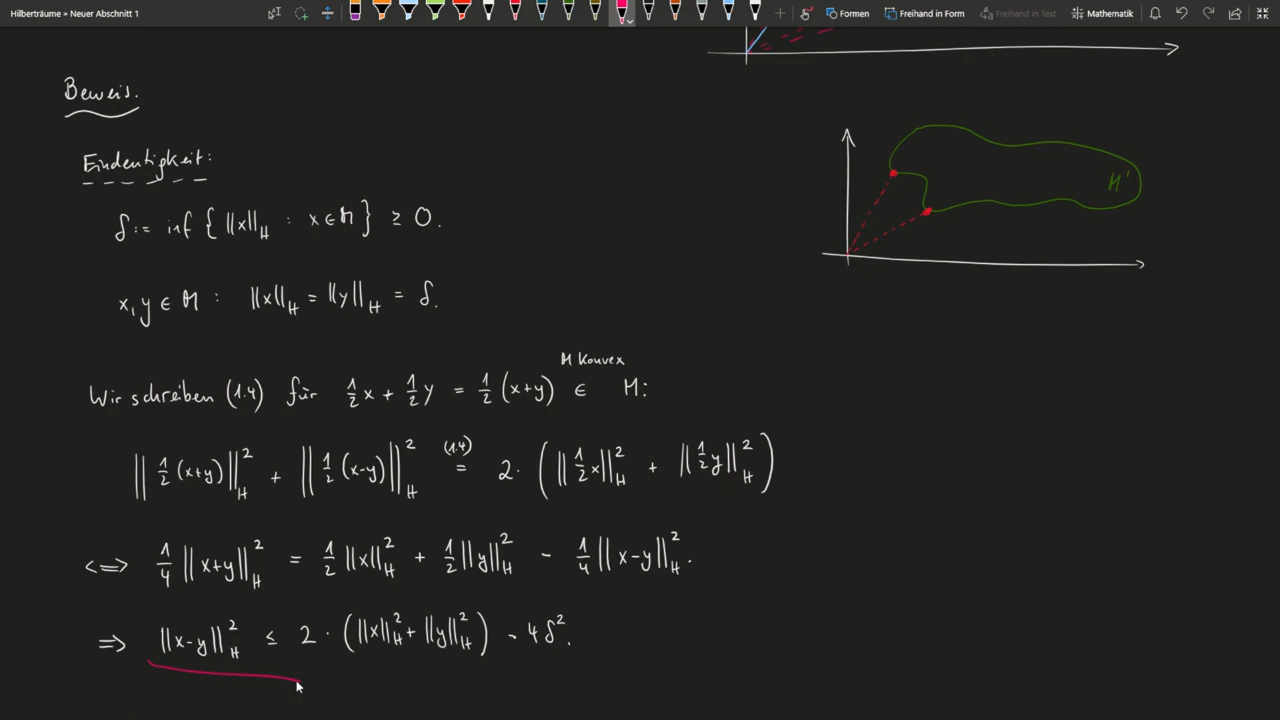 Hilberträume » Neuer Abschnitt 1
Formen
Freihand in Form
Freihand in Text
Mathematik
Beweis.
Eindeutigkeit:
δ := inf { ||x||_H : x ∈ M } ≥ 0.
x, y ∈ M : ||x||_H = ||y||_H = δ.
M konvex
Wir schreiben (1.4) für 1/2 x + 1/2 y = 1/2 (x+y) ∈ M:
|| 1/2 (x+y) ||_H^2 + || 1/2 (x-y) ||_H^2 (1.4) = 2 · ( || 1/2 x ||_H^2 + || 1/2 y ||_H^2 )
<=> 1/4 || x+y ||_H^2 = 1/2 ||x||_H^2 + 1/2 ||y||_H^2 - 1/4 || x-y ||_H^2.
=> ||x-y||_H^2 ≤ 2 · ( ||x||_H^2 + ||y||_H^2 ) - 4δ^2.
M'